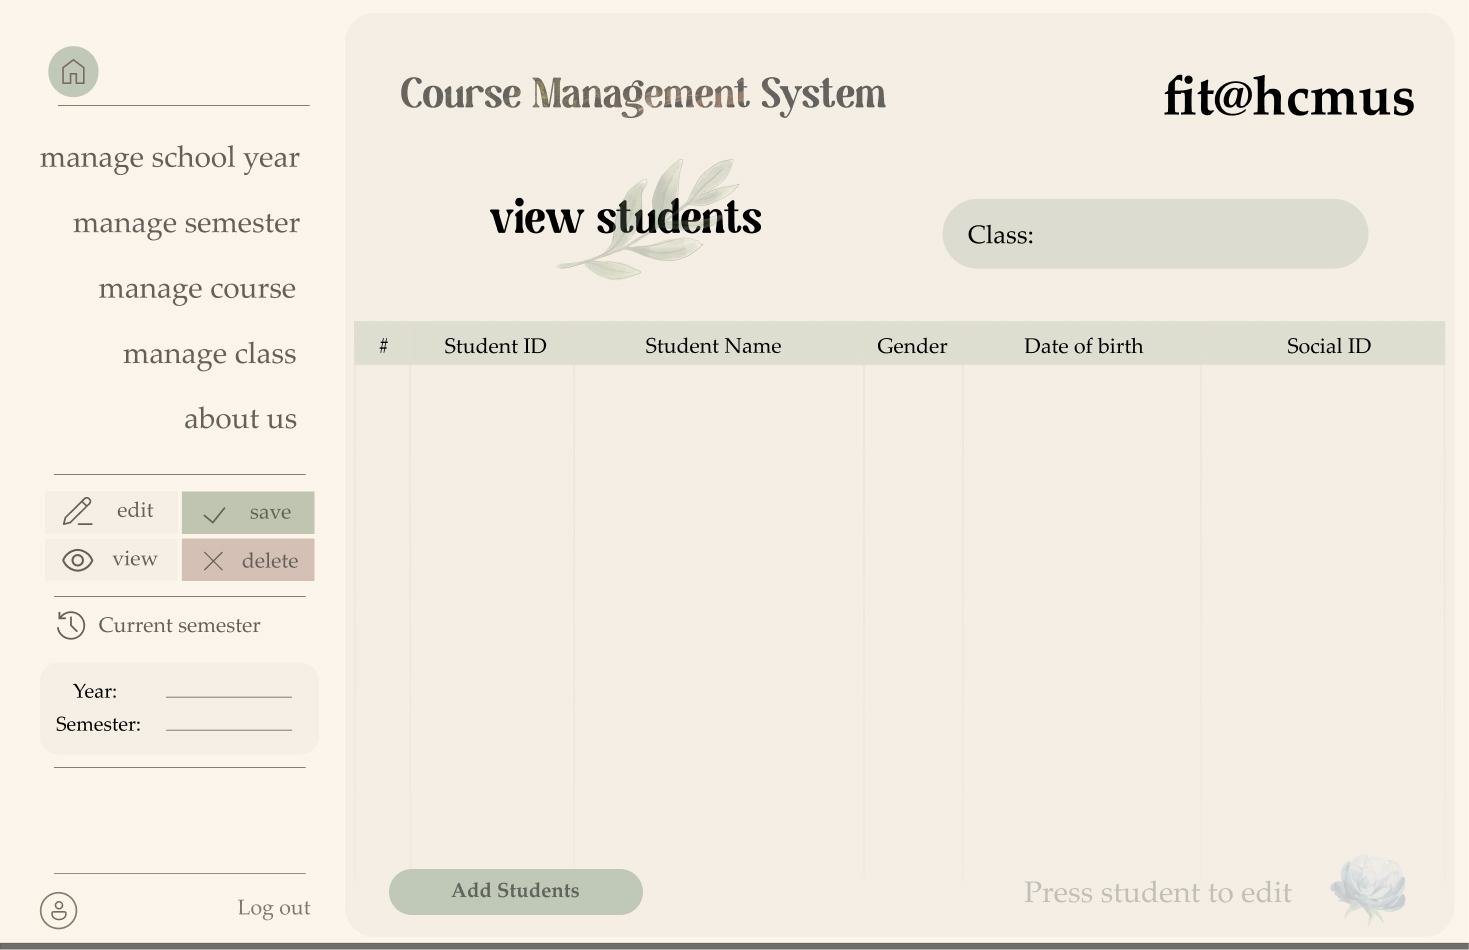 manage school year
manage semester
manage course
manage class
about us
edit
save
view
delete
Current semester
Year:
Semester:
Log out
Course Management System
fit@hcmus
view students
Class:
# Student ID Student Name Gender Date of birth Social ID
Add Students
Press student to edit